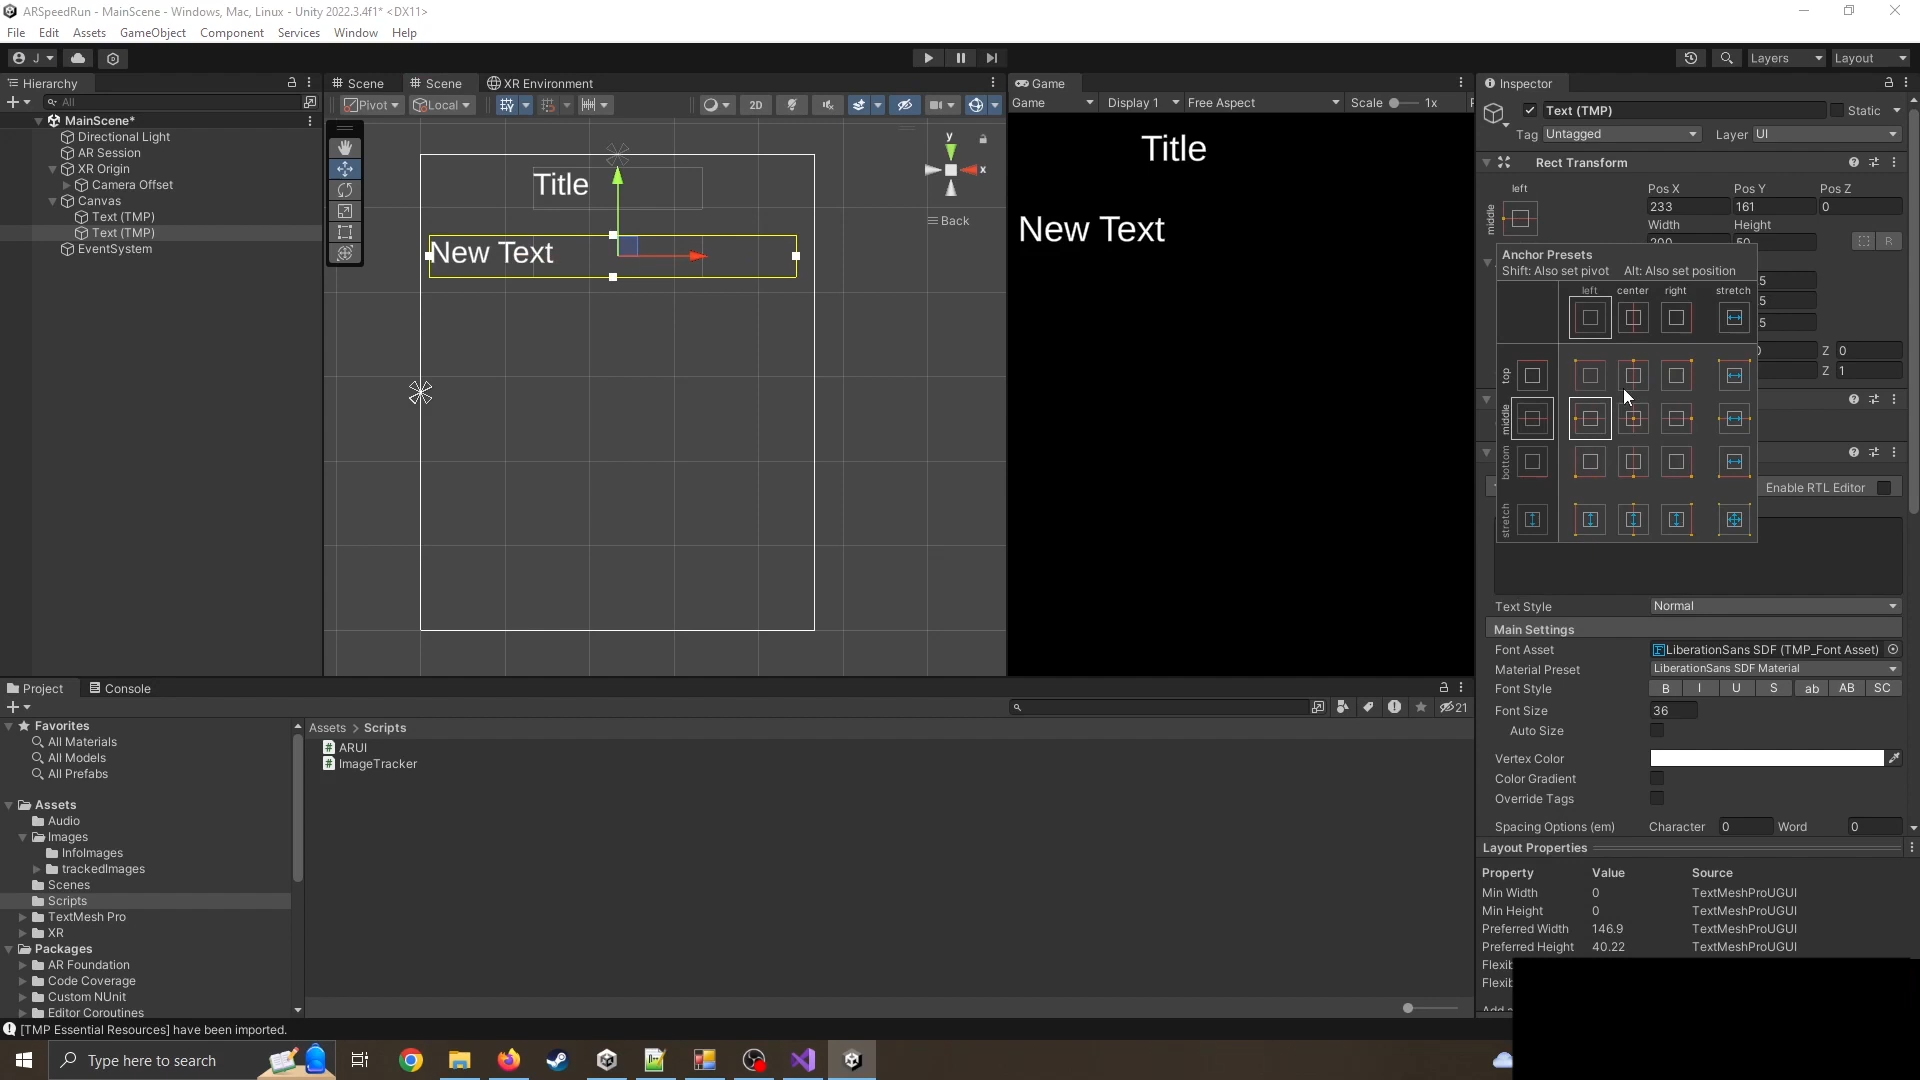 ARSpeedRun - MainScene - Windows, Mac, Linux - Unity 2022.3.4f1* <DX11>
File Edit Assets GameObject Component Services Window Help
J Layers Layout
Hierarchy
All
MainScene*
Directional Light
AR Session
XR Origin
Camera Offset
Canvas
Text (TMP)
Text (TMP)
EventSystem
Scene Scene XR Environment
Pivot Local 2D
y
x
Back
Title
New Text
Game
Game Display 1 Free Aspect Scale 1x
Title
New Text
Inspector
Text (TMP) Static
Tag Untagged Layer UI
Rect Transform
left Pos X Pos Y Pos Z
middle 233 161 0
Width Height
200 50 R
Anchor Presets
Shift: Also set pivot Alt: Also set position
left center right stretch
top
middle
bottom
stretch
5
5
5
Z 0
Z 1
Enable RTL Editor
Text Style Normal
Main Settings
Font Asset LiberationSans SDF (TMP_Font Asset)
Material Preset LiberationSans SDF Material
Font Style B I U S ab AB SC
Font Size 36
Auto Size
Vertex Color
Color Gradient
Override Tags
Spacing Options (em) Character 0 Word 0
Layout Properties
Property Value Source
Min Width 0 TextMeshProUGUI
Min Height 0 TextMeshProUGUI
Preferred Width 146.9 TextMeshProUGUI
Preferred Height 40.22 TextMeshProUGUI
Project Console
21
Favorites
All Materials
All Models
All Prefabs
Assets
Audio
Images
InfoImages
trackedImages
Scenes
Scripts
TextMesh Pro
XR
Packages
AR Foundation
Code Coverage
Custom NUnit
Editor Coroutines
Assets > Scripts
ARUI
ImageTracker
[TMP Essential Resources] have been imported.
Type here to search